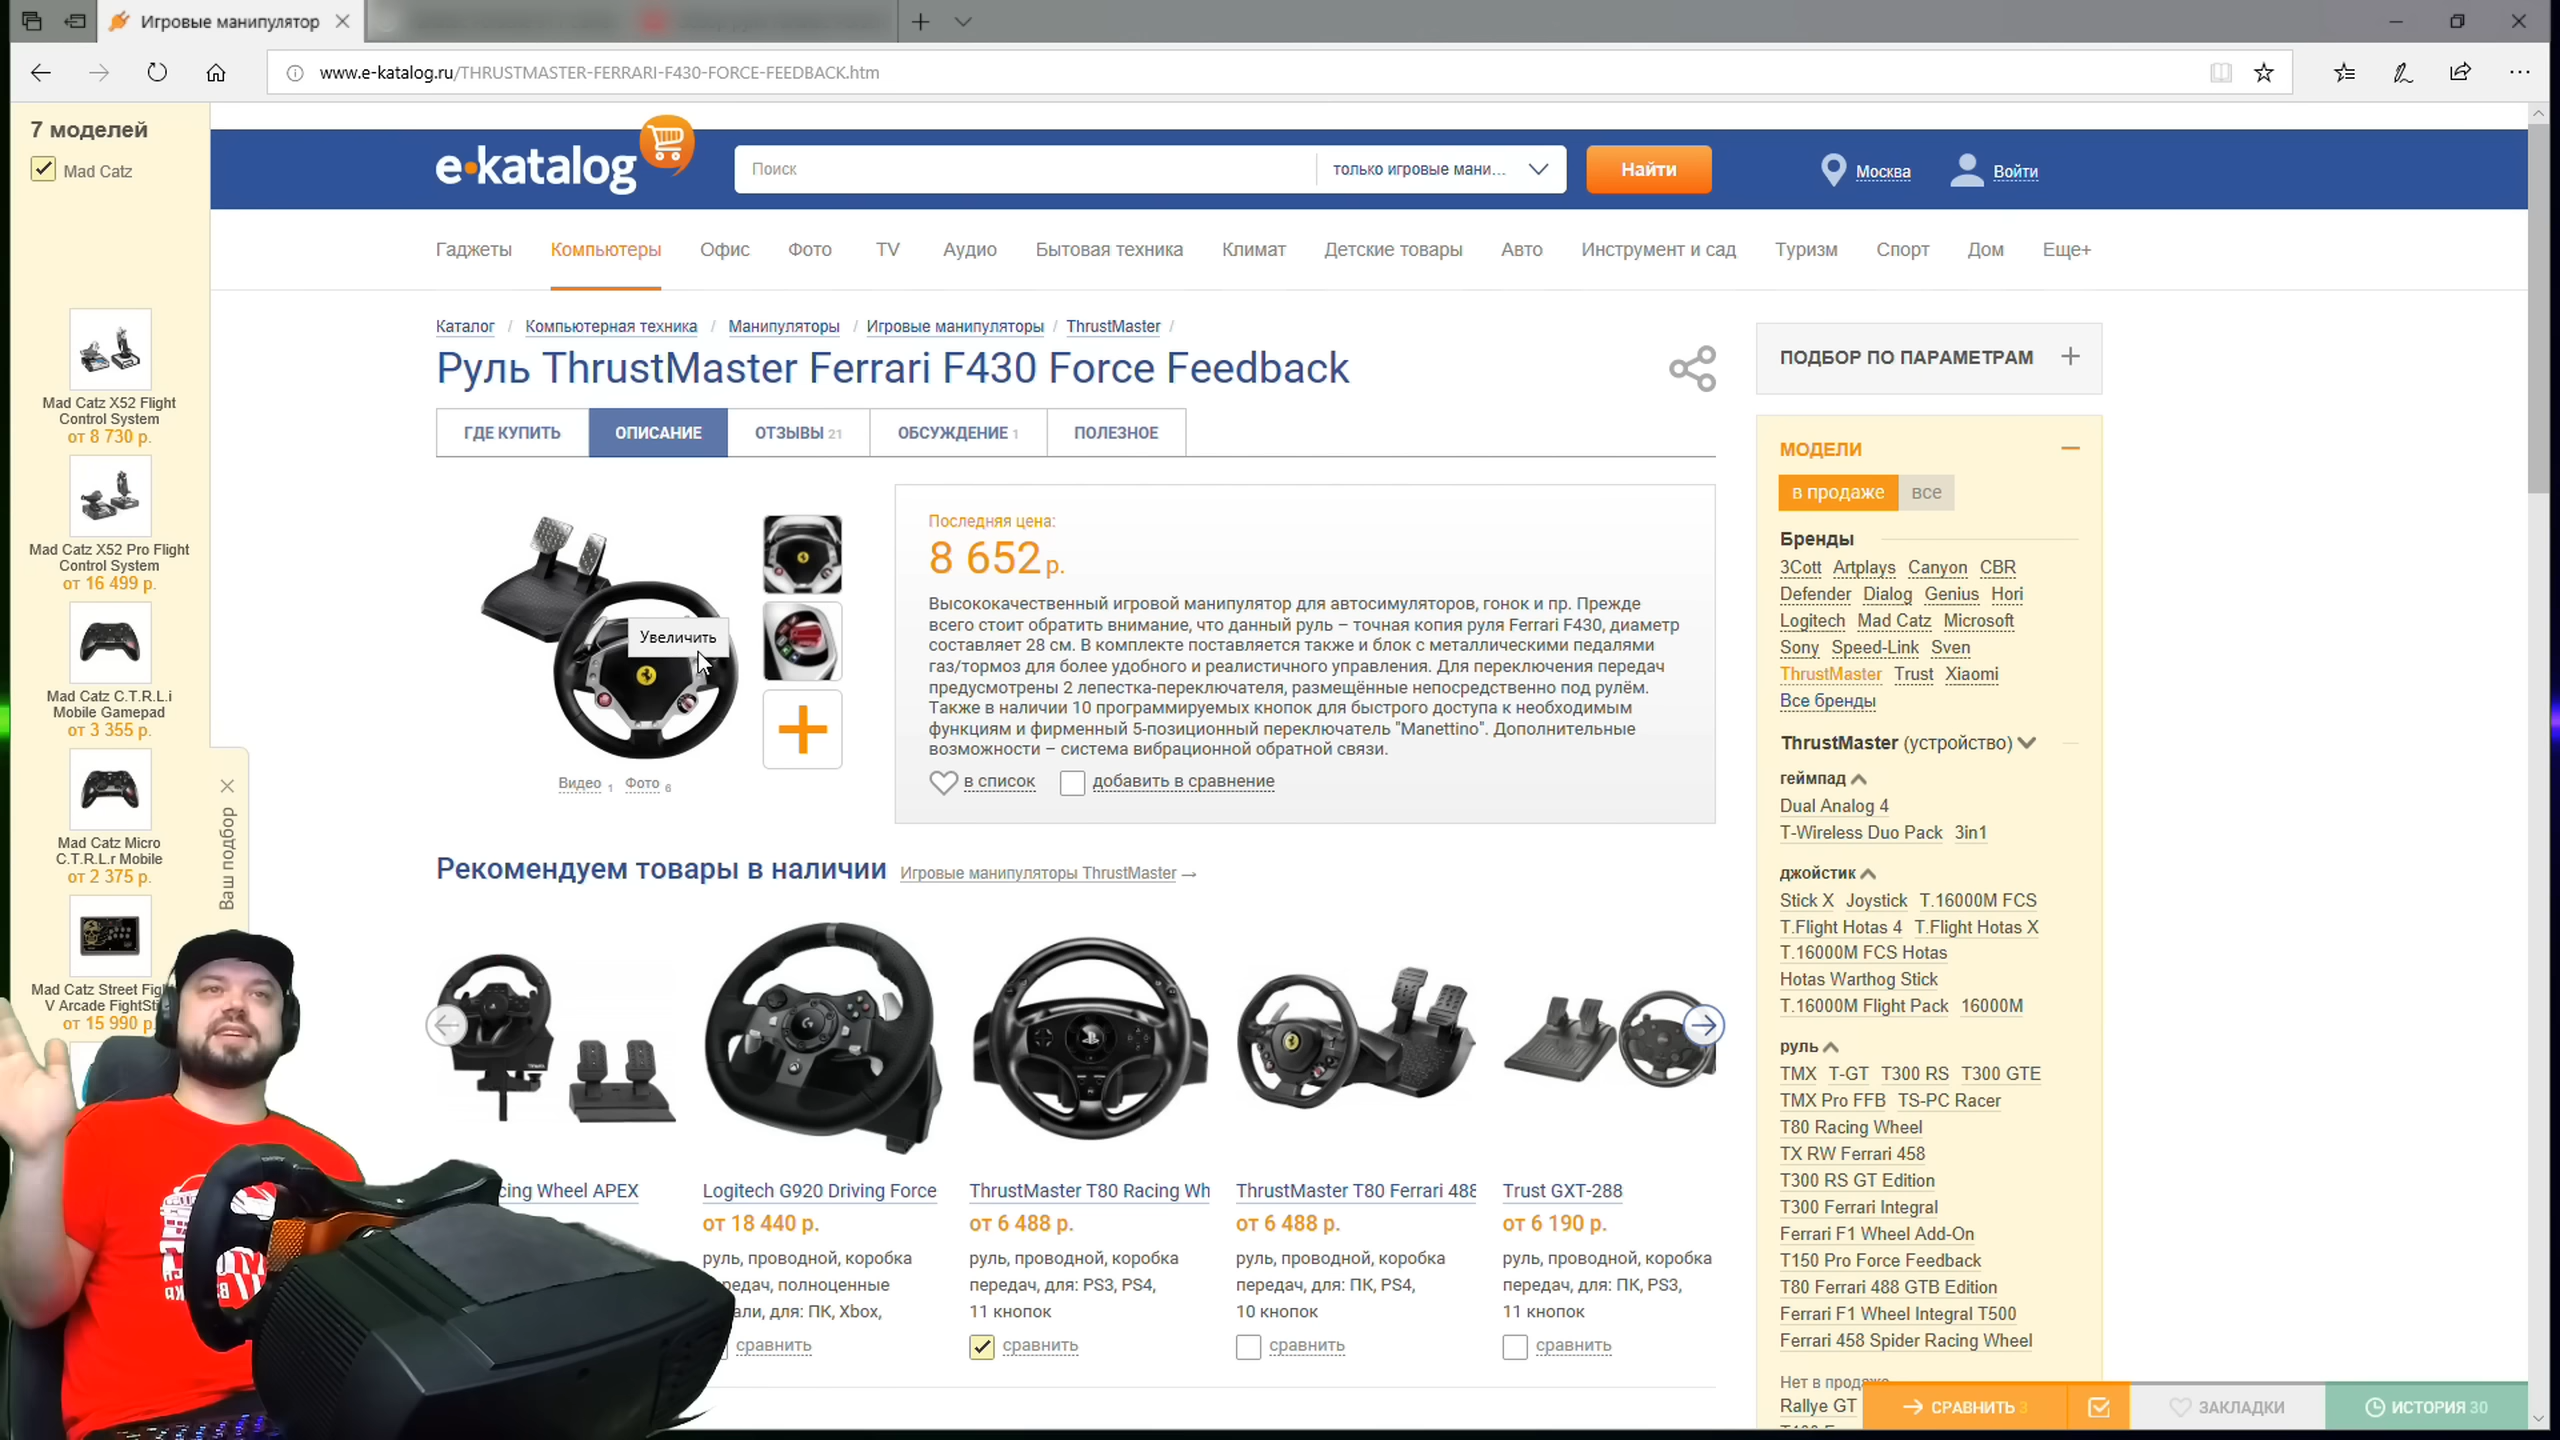 Игровые манипулятор
www.e-katalog.ru/THRUSTMASTER-FERRARI-F430-FORCE-FEEDBACK.htm
7 моделей
Mad Catz
e•katalog
Поиск
только игровые мани...
Найти
Москва
Войти
Гаджеты Компьютеры Офис Фото TV Аудио Бытовая техника Климат Детские товары Авто Инструмент и сад Туризм Спорт Дом Еще+
Каталог / Компьютерная техника / Манипуляторы / Игровые манипуляторы / ThrustMaster /
Руль ThrustMaster Ferrari F430 Force Feedback
ГДЕ КУПИТЬ ОПИСАНИЕ ОТЗЫВЫ 21 ОБСУЖДЕНИЕ 1 ПОЛЕЗНОЕ
Mad Catz X52 Flight
Control System
от 8 730 р.
Mad Catz X52 Pro Flight
Control System
от 16 499 р.
Mad Catz C.T.R.L.i
Mobile Gamepad
от 3 355 р.
Mad Catz Micro
C.T.R.L.r Mobile
от 2 375 р.
Mad Catz Street Fig
V Arcade FightSti
от 15 990 р.
Ваш подбор
Увеличить
Видео 1 Фото 6
Последняя цена:
8 652 р.
Высококачественный игровой манипулятор для автосимуляторов, гонок и пр. Прежде
всего стоит обратить внимание, что данный руль – точная копия руля Ferrari F430, диаметр
составляет 28 см. В комплекте поставляется также и блок с металлическими педалями
газ/тормоз для более удобного и реалистичного управления. Для переключения передач
предусмотрены 2 лепестка-переключателя, размещённые непосредственно под рулём.
Также в наличии 10 программируемых кнопок для быстрого доступа к необходимым
функциям и фирменный 5-позиционный переключатель "Manettino". Дополнительные
возможности – система вибрационной обратной связи.
в список добавить в сравнение
Рекомендуем товары в наличии Игровые манипуляторы ThrustMaster →
cing Wheel APEX
Logitech G920 Driving Force
от 18 440 р.
руль, проводной, коробка
редач, полноценные
али, для: ПК, Xbox,
сравнить
ThrustMaster T80 Racing Wh
от 6 488 р.
руль, проводной, коробка
передач, для: PS3, PS4,
11 кнопок
сравнить
ThrustMaster T80 Ferrari 488
от 6 488 р.
руль, проводной, коробка
передач, для: ПК, PS4,
10 кнопок
сравнить
Trust GXT-288
от 6 190 р.
руль, проводной, коробка
передач, для: ПК, PS3,
11 кнопок
сравнить
ПОДБОР ПО ПАРАМЕТРАМ
МОДЕЛИ
в продаже все
Бренды
3Cott Artplays Canyon CBR
Defender Dialog Genius Hori
Logitech Mad Catz Microsoft
Sony Speed-Link Sven
ThrustMaster Trust Xiaomi
Все бренды
ThrustMaster (устройство)
геймпад
Dual Analog 4
T-Wireless Duo Pack 3in1
джойстик
Stick X Joystick T.16000M FCS
T.Flight Hotas 4 T.Flight Hotas X
T.16000M FCS Hotas
Hotas Warthog Stick
T.16000M Flight Pack 16000M
руль
TMX T-GT T300 RS T300 GTE
TMX Pro FFB TS-PC Racer
T80 Racing Wheel
TX RW Ferrari 458
T300 RS GT Edition
T300 Ferrari Integral
Ferrari F1 Wheel Add-On
T150 Pro Force Feedback
T80 Ferrari 488 GTB Edition
Ferrari F1 Wheel Integral T500
Ferrari 458 Spider Racing Wheel
Нет в продаже
Rallye GT
СРАВНИТЬ 3
ЗАКЛАДКИ
ИСТОРИЯ 30